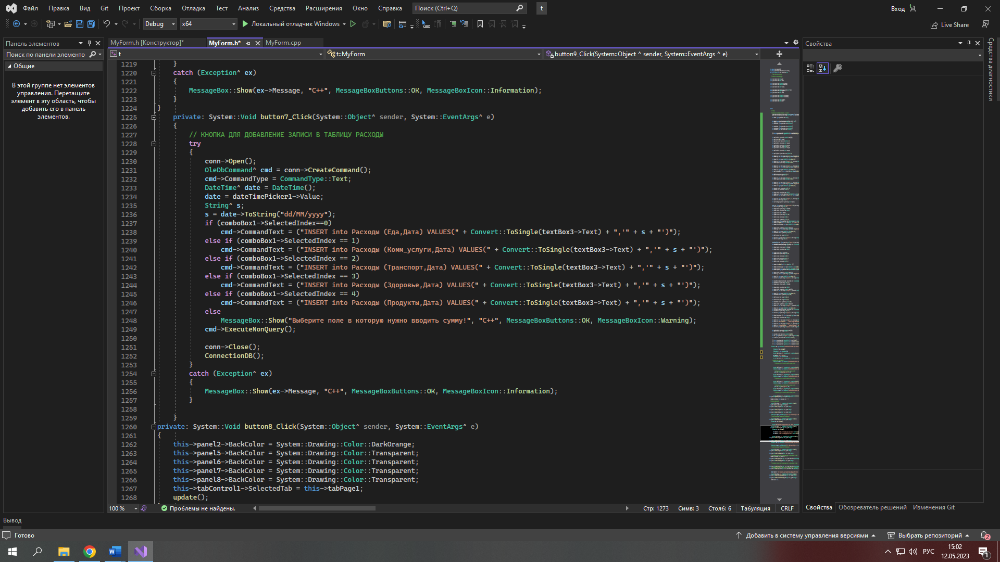 Файл Правка Вид Git Проект Сборка Отладка Тест Анализ Средства Расширения Окно Справка Поиск (Ctrl+Q) t Вход
Debug x64 Локальный отладчик Windows Live Share
Панель элементов
Поиск по панели элементо
Общие
В этой группе нет элементов
управления. Перетащите
элемент в эту область, чтобы
добавить его в панель
элементов.
MyForm.h [Конструктор]* MyForm.h* MyForm.cpp
t t::MyForm button9_Click(System::Object ^ sender, System::EventArgs ^ e)
1219 }
1220 catch (Exception^ ex)
1221 {
1222 MessageBox::Show(ex->Message, "C++", MessageBoxButtons::OK, MessageBoxIcon::Information);
1223 }
1224 }
1225 private: System::Void button7_Click(System::Object^ sender, System::EventArgs^ e)
1226 {
1227 // КНОПКА ДЛЯ ДОБАВЛЕНИЕ ЗАПИСИ В ТАБЛИЦУ РАСХОДЫ
1228 try
1229 {
1230 conn->Open();
1231 OleDbCommand^ cmd = conn->CreateCommand();
1232 cmd->CommandType = CommandType::Text;
1233 DateTime^ date = DateTime();
1234 date = dateTimePicker1->Value;
1235 String^ s;
1236 s = date->ToString("dd/MM/yyyy");
1237 if (comboBox1->SelectedIndex==0)
1238 cmd->CommandText = ("INSERT into Расходы (Еда,Дата) VALUES(" + Convert::ToSingle(textBox3->Text) + ",'" + s + "')");
1239 else if (comboBox1->SelectedIndex == 1)
1240 cmd->CommandText = ("INSERT into Расходы (Комм_услуги,Дата) VALUES(" + Convert::ToSingle(textBox3->Text) + ",'" + s + "')");
1241 else if (comboBox1->SelectedIndex == 2)
1242 cmd->CommandText = ("INSERT into Расходы (Транспорт,Дата) VALUES(" + Convert::ToSingle(textBox3->Text) + ",'" + s + "')");
1243 else if (comboBox1->SelectedIndex == 3)
1244 cmd->CommandText = ("INSERT into Расходы (Здоровье,Дата) VALUES(" + Convert::ToSingle(textBox3->Text) + ",'" + s + "')");
1245 else if (comboBox1->SelectedIndex == 4)
1246 cmd->CommandText = ("INSERT into Расходы (Продукты,Дата) VALUES(" + Convert::ToSingle(textBox3->Text) + ",'" + s + "')");
1247 else
1248 MessageBox::Show("Выберите поле в которую нужно вводить сумму!", "C++", MessageBoxButtons::OK, MessageBoxIcon::Warning);
1249 cmd->ExecuteNonQuery();
1250
1251 conn->Close();
1252 ConnectionDB();
1253 }
1254 catch (Exception^ ex)
1255 {
1256 MessageBox::Show(ex->Message, "C++", MessageBoxButtons::OK, MessageBoxIcon::Information);
1257 }
1258
1259 }
1260 private: System::Void button8_Click(System::Object^ sender, System::EventArgs^ e)
1261 {
1262 this->panel2->BackColor = System::Drawing::Color::DarkOrange;
1263 this->panel5->BackColor = System::Drawing::Color::Transparent;
1264 this->panel6->BackColor = System::Drawing::Color::Transparent;
1265 this->panel7->BackColor = System::Drawing::Color::Transparent;
1266 this->panel8->BackColor = System::Drawing::Color::Transparent;
1267 this->tabControl1->SelectedTab = this->tabPage1;
1268 update();
100 % Проблемы не найдены. Стр: 1273 Симв: 3 Столб: 6 Табуляция CRLF
Свойства
Средства диагностики
Свойства Обозреватель решений Изменения Git
Вывод
Готово Добавить в систему управления версиями Выбрать репозиторий 2
РУС 15:02
12.05.2023 1